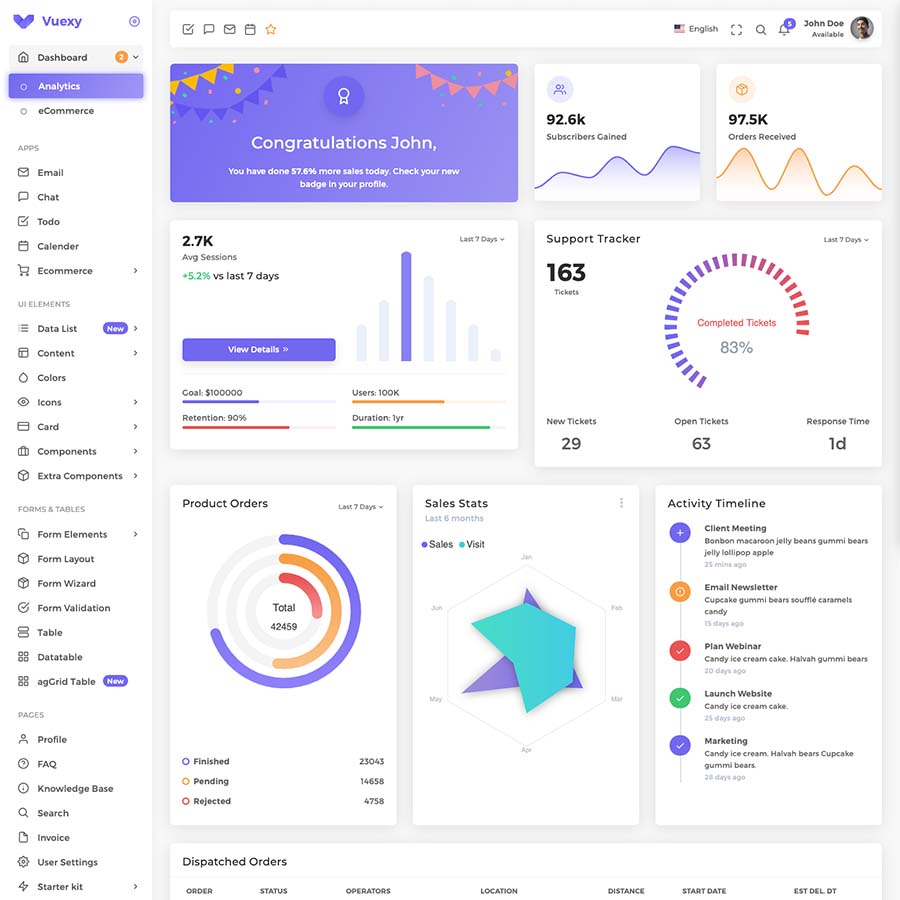 Vuexy
Dashboard 2
Analytics
eCommerce
APPS
Email
Chat
Todo
Calender
Ecommerce
UI ELEMENTS
Data List New
Content
Colors
Icons
Card
Components
Extra Components
FORMS & TABLES
Form Elements
Form Layout
Form Wizard
Form Validation
Table
Datatable
agGrid Table New
PAGES
Profile
FAQ
Knowledge Base
Search
Invoice
User Settings
Starter kit
English
5
John Doe
Available
Congratulations John,
You have done 57.6% more sales today. Check your new
badge in your profile.
92.6k
Subscribers Gained
97.5K
Orders Received
2.7K
Avg Sessions
+5.2% vs last 7 days
Last 7 Days
View Details »
Goal: $100000
Users: 100K
Retention: 90%
Duration: 1yr
Support Tracker
Last 7 Days
163
Tickets
Completed Tickets
83%
New Tickets
29
Open Tickets
63
Response Time
1d
Product Orders
Last 7 Days
Total
42459
Finished 23043
Pending 14658
Rejected 4758
Sales Stats
Last 6 months
Sales Visit
Jan
Feb
Mar
Apr
May
Jun
Activity Timeline
Client Meeting
Bonbon macaroon jelly beans gummi bears
jelly lollipop apple
25 mins ago
Email Newsletter
Cupcake gummi bears soufflé caramels
candy
15 days ago
Plan Webinar
Candy ice cream cake. Halvah gummi bears
20 days ago
Launch Website
Candy ice cream cake.
25 days ago
Marketing
Candy ice cream. Halvah bears Cupcake
gummi bears.
28 days ago
Dispatched Orders
ORDER STATUS OPERATORS LOCATION DISTANCE START DATE EST DEL. DT